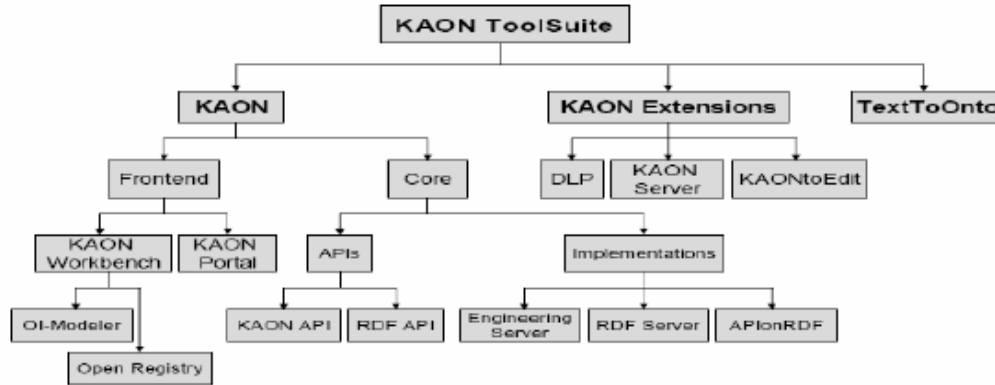 KAON ToolSuite
KAON
KAON Extensions
TextToOnto
Frontend
Core
DLP
KAON
Server
KAONtoEdit
KAON
Workbench
KAON
Portal
APIs
Implementations
OI-Modeler
KAON API
RDF API
Engineering
Server
RDF Server
APIonRDF
Open Registry